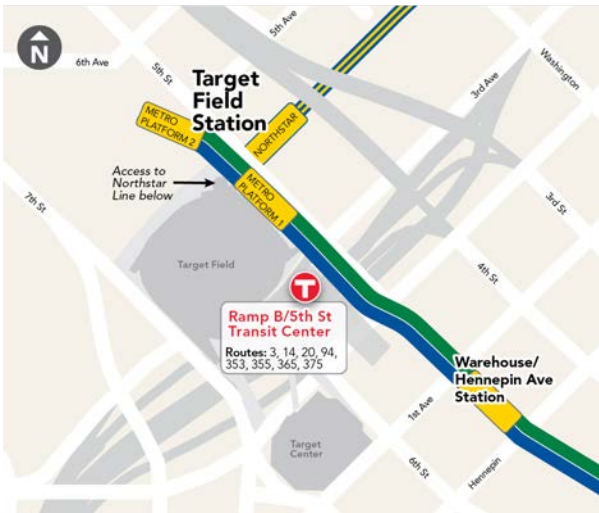 N
6th Ave
5th St
5th Ave
Washington
3rd Ave
Target
Field
Station
METRO
PLATFORM 2
NORTHSTAR
Access to
Northstar
Line below
METRO
PLATFORM 1
7th St
3rd St
Target Field
4th St
T
Ramp B/5th St
Transit Center
Routes: 3, 14, 20, 94,
353, 355, 365, 375
Warehouse/
Hennepin Ave
Station
1st Ave
Target
Center
6th St
Hennepin